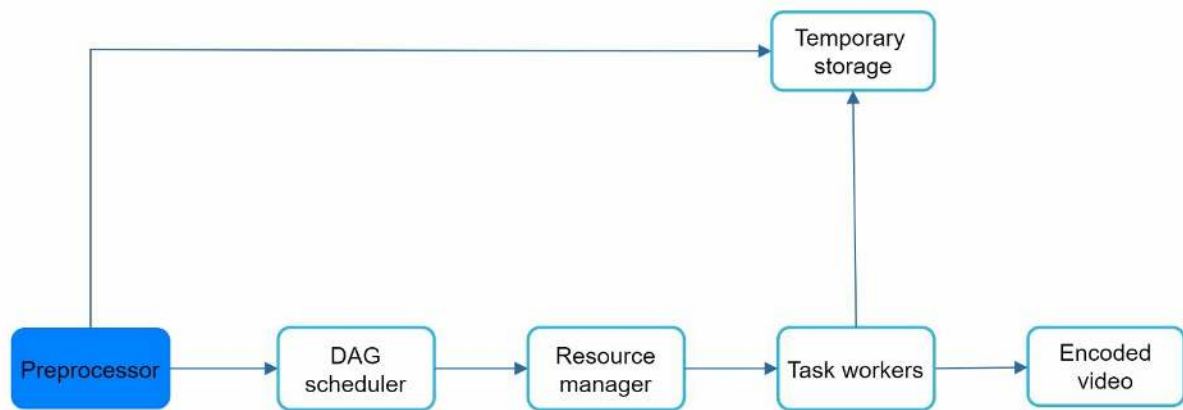 Temporary
storage
Preprocessor
DAG
scheduler
Resource
manager
Task workers
Encoded
video